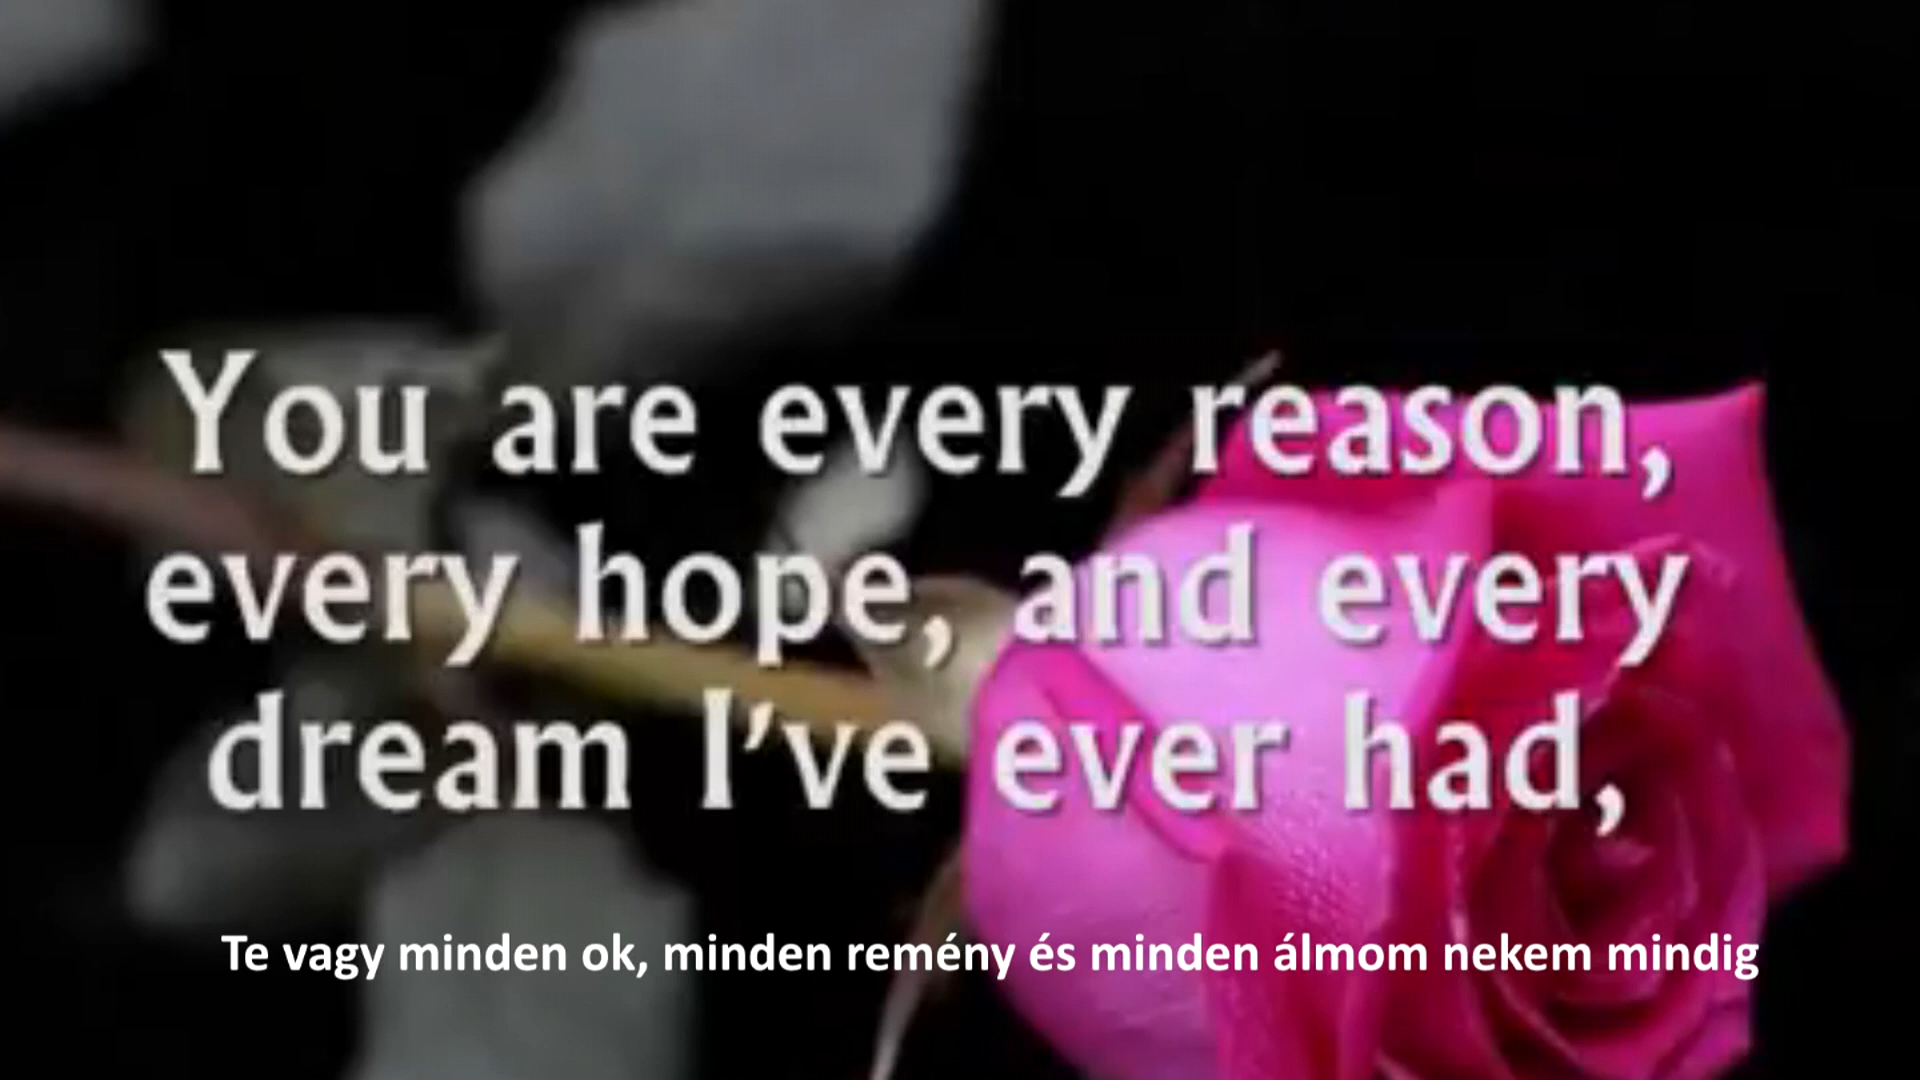 You are every reason,
every hope, and every
dream I've ever had,
Te vagy minden ok, minden remény és minden álmom nekem mindig